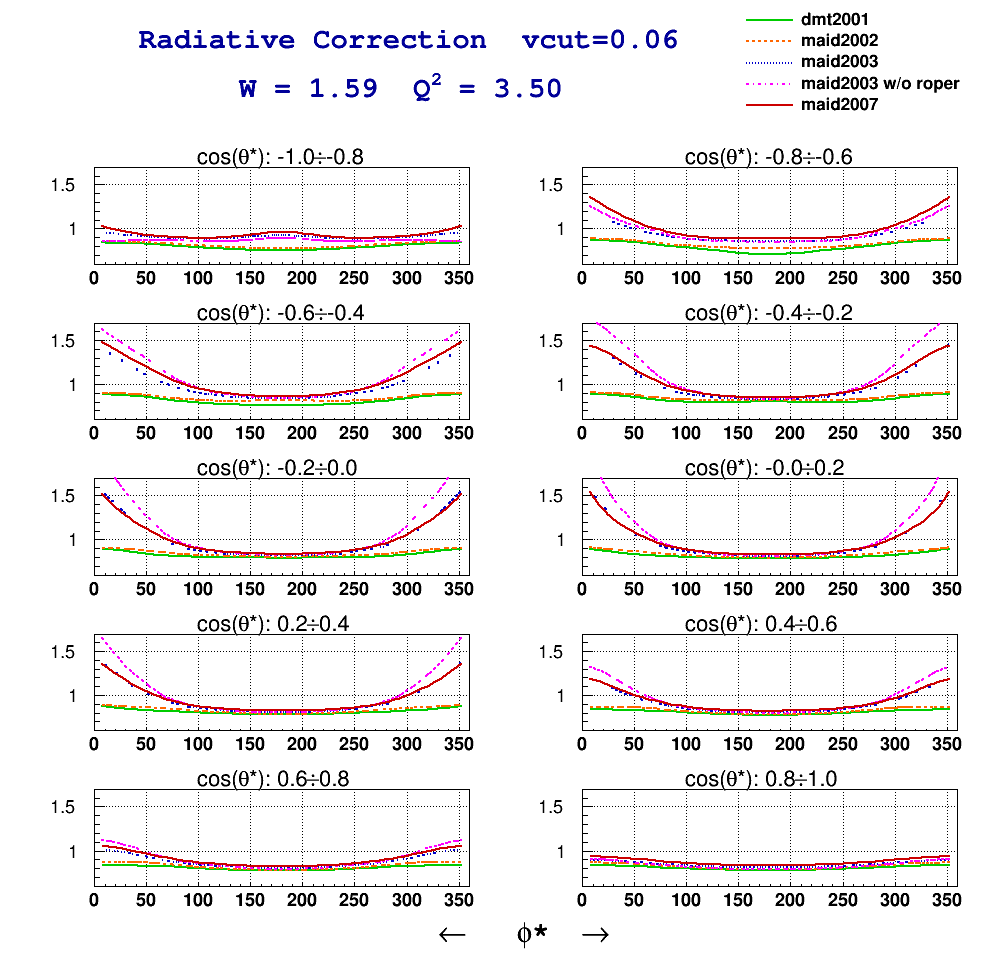 Radiative Correction vcut=0.06
W = 1.59 Q² = 3.50
dmt2001
maid2002
maid2003
maid2003 w/o roper
maid2007
cos(θ*): -1.0÷-0.8
1.5
1
0 50 100 150 200 250 300 350
cos(θ*): -0.8÷-0.6
1.5
1
0 50 100 150 200 250 300 350
cos(θ*): -0.6÷-0.4
1.5
1
0 50 100 150 200 250 300 350
cos(θ*): -0.4÷-0.2
1.5
1
0 50 100 150 200 250 300 350
cos(θ*): -0.2÷0.0
1.5
1
0 50 100 150 200 250 300 350
cos(θ*): -0.0÷0.2
1.5
1
0 50 100 150 200 250 300 350
cos(θ*): 0.2÷0.4
1.5
1
0 50 100 150 200 250 300 350
cos(θ*): 0.4÷0.6
1.5
1
0 50 100 150 200 250 300 350
cos(θ*): 0.6÷0.8
1.5
1
0 50 100 150 200 250 300 350
cos(θ*): 0.8÷1.0
1.5
1
0 50 100 150 200 250 300 350
← ϕ* →